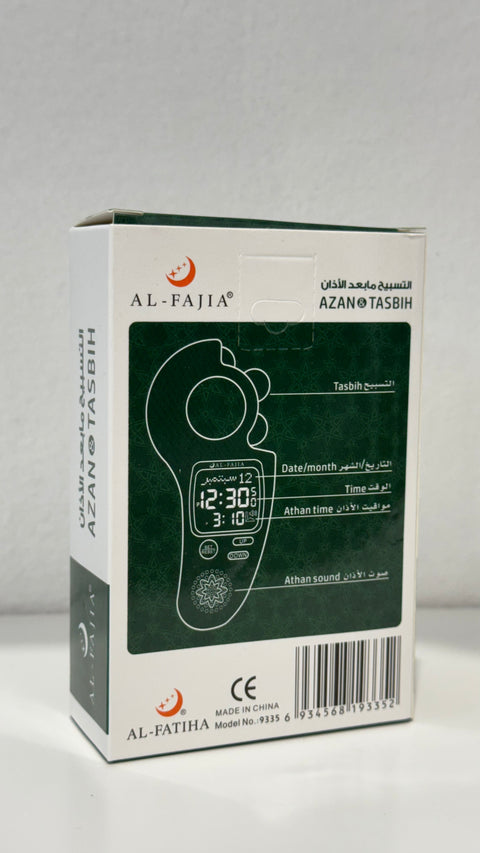 AL-FAJIA®
التسبيح مابعد الأذان
AZAN & TASBIH
Tasbih التسبيح
AL-FAJIA
12 سبتمبر
Date/month التاريخ/الشهر
12:30 50
Time الوقت
3:10
Athan time مواقيت الأذان
UP
DOWN
Athan sound صوت الأذان
التسبيح مابعد الأذان
AZAN & TASBIH
AL-FAJIA®
AL-FATIHA®
CE
MADE IN CHINA
Model No.: 9335
6 934568 193352